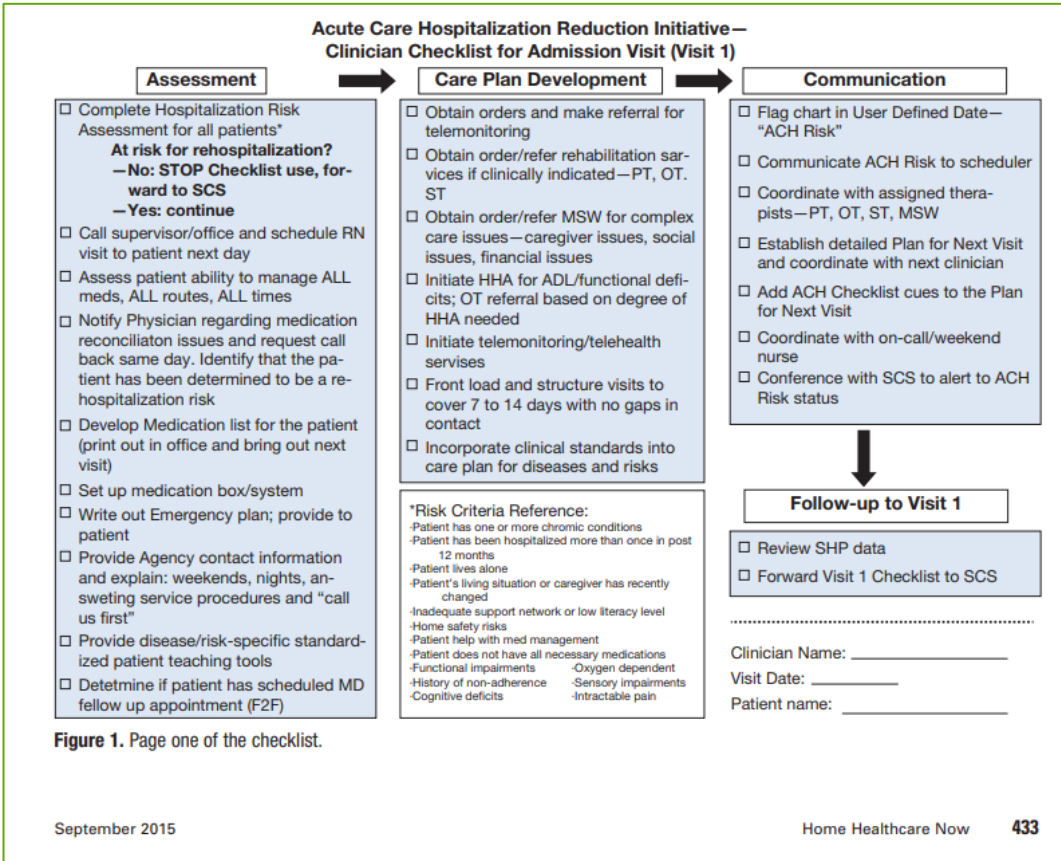 Acute Care Hospitalization Reduction Initiative—
Clinician Checklist for Admission Visit (Visit 1)
Assessment
☐ Complete Hospitalization Risk
Assessment for all patients*
At risk for rehospitalization?
—No: STOP Checklist use, for-
ward to SCS
—Yes: continue
☐ Call supervisor/office and schedule RN
visit to patient next day
☐ Assess patient ability to manage ALL
meds, ALL routes, ALL times
☐ Notify Physician regarding medication
reconciliaton issues and request call
back same day. Identify that the pa-
tient has been determined to be a re-
hospitalization risk
☐ Develop Medication list for the patient
(print out in office and bring out next
visit)
☐ Set up medication box/system
☐ Write out Emergency plan; provide to
patient
☐ Provide Agency contact information
and explain: weekends, nights, an-
sweting service procedures and “call
us first”
☐ Provide disease/risk-specific standard-
ized patient teaching tools
☐ Detetmine if patient has scheduled MD
fellow up appointment (F2F)
Care Plan Development
☐ Obtain orders and make referral for
telemonitoring
☐ Obtain order/refer rehabilitation sar-
vices if clinically indicated—PT, OT.
ST
☐ Obtain order/refer MSW for complex
care issues—caregiver issues, social
issues, financial issues
☐ Initiate HHA for ADL/functional defi-
cits; OT referral based on degree of
HHA needed
☐ Initiate telemonitoring/telehealth
servises
☐ Front load and structure visits to
cover 7 to 14 days with no gaps in
contact
☐ Incorporate clinical standards into
care plan for diseases and risks
*Risk Criteria Reference:
·Patient has one or more chromic conditions
·Patient has been hospitalized more than once in post
12 months
·Patient lives alone
·Patient's living situation or caregiver has recently
changed
·Inadequate support network or low literacy level
·Home safety risks
·Patient help with med management
·Patient does not have all necessary medications
·Functional impairments ·Oxygen dependent
·History of non-adherence ·Sensory impairments
·Cognitive deficits ·Intractable pain
Communication
☐ Flag chart in User Defined Date—
“ACH Risk”
☐ Communicate ACH Risk to scheduler
☐ Coordinate with assigned thera-
pists—PT, OT, ST, MSW
☐ Establish detailed Plan for Next Visit
and coordinate with next clinician
☐ Add ACH Checklist cues to the Plan
for Next Visit
☐ Coordinate with on-call/weekend
nurse
☐ Conference with SCS to alert to ACH
Risk status
Follow-up to Visit 1
☐ Review SHP data
☐ Forward Visit 1 Checklist to SCS
Clinician Name:
Visit Date:
Patient name:
Figure 1. Page one of the checklist.
September 2015 Home Healthcare Now 433